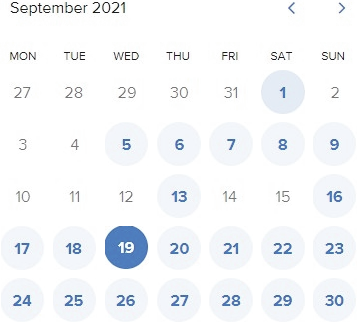 September 2021 < >
MON TUE WED THU FRI SAT SUN
27 28 29 30 31 1 2
3 4 5 6 7 8 9
10 11 12 13 14 15 16
17 18 19 20 21 22 23
24 25 26 27 28 29 30